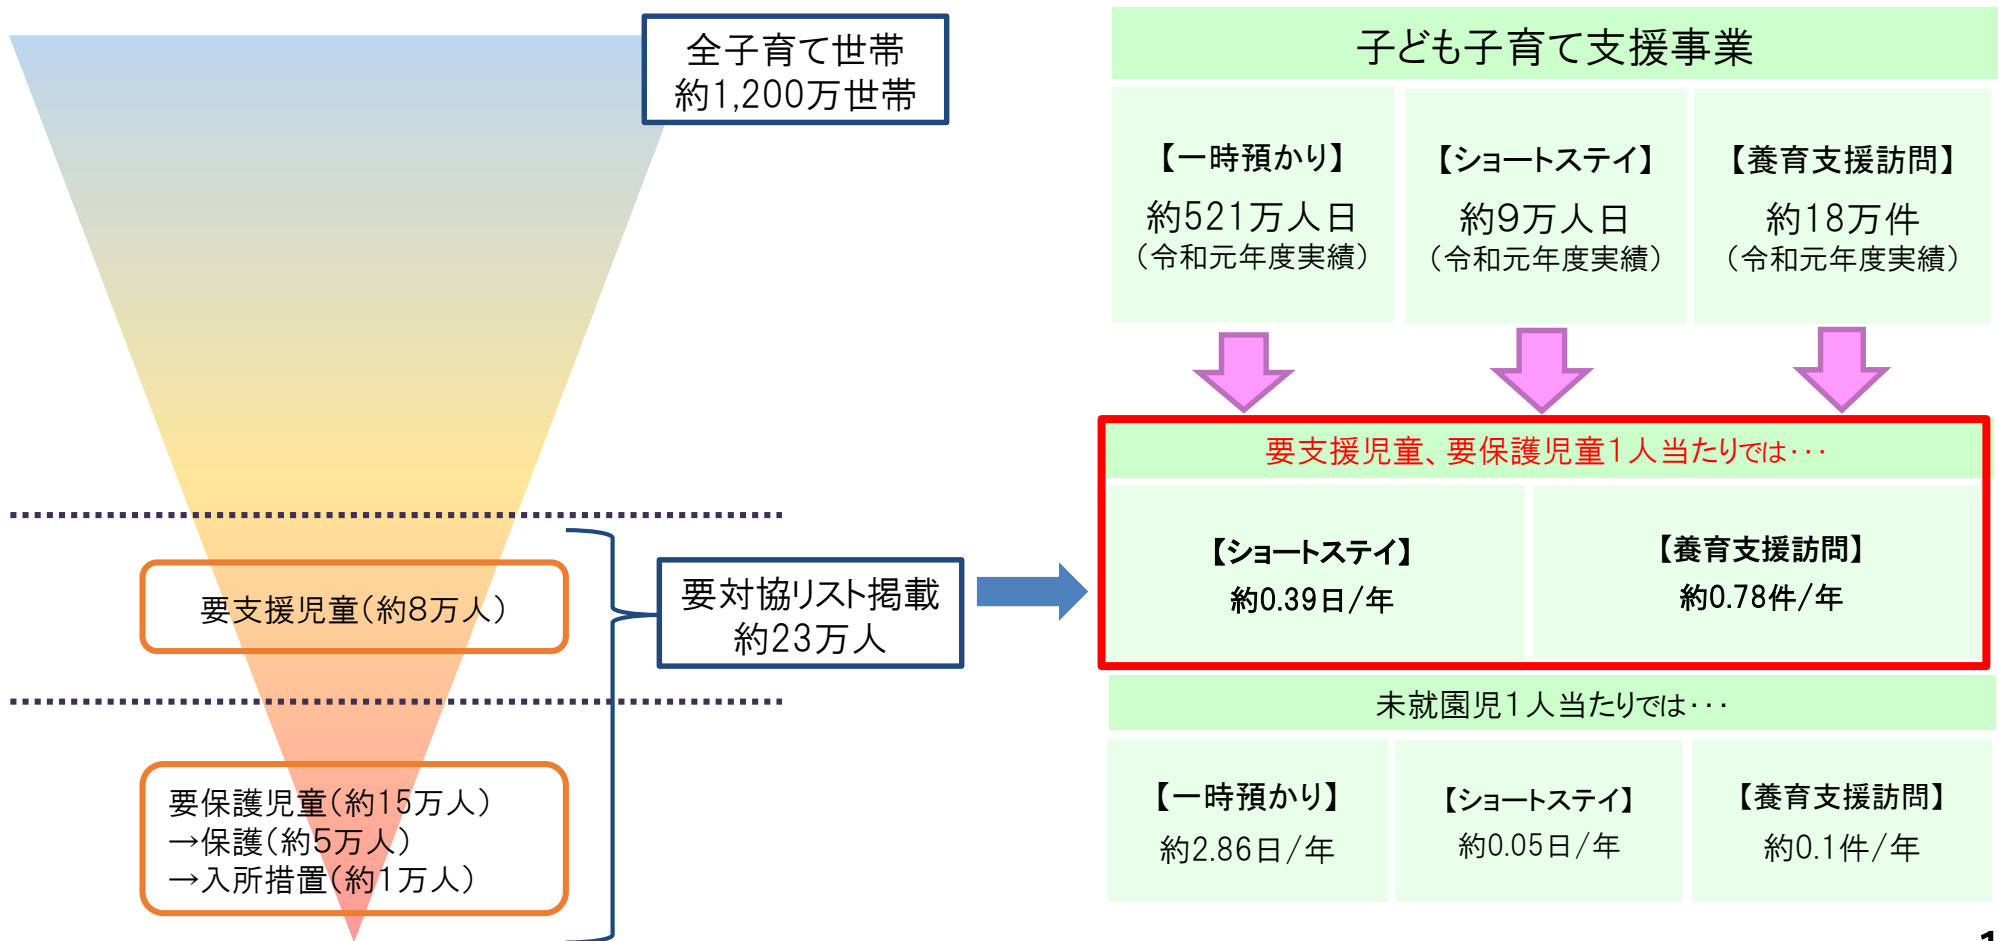 全子育て世帯
約1,200万世帯
要支援児童(約8万人)
要保護児童(約15万人)
→保護(約5万人)
→入所措置(約1万人)
要対協リスト掲載
約23万人
子ども子育て支援事業
【一時預かり】
約521万人日
(令和元年度実績)
【ショートステイ】
約9万人日
(令和元年度実績)
【養育支援訪問】
約18万件
(令和元年度実績)
要支援児童、要保護児童1人当たりでは・・・
【ショートステイ】
約0.39日/年
【養育支援訪問】
約0.78件/年
未就園児1人当たりでは・・・
【一時預かり】
約2.86日/年
【ショートステイ】
約0.05日/年
【養育支援訪問】
約0.1件/年